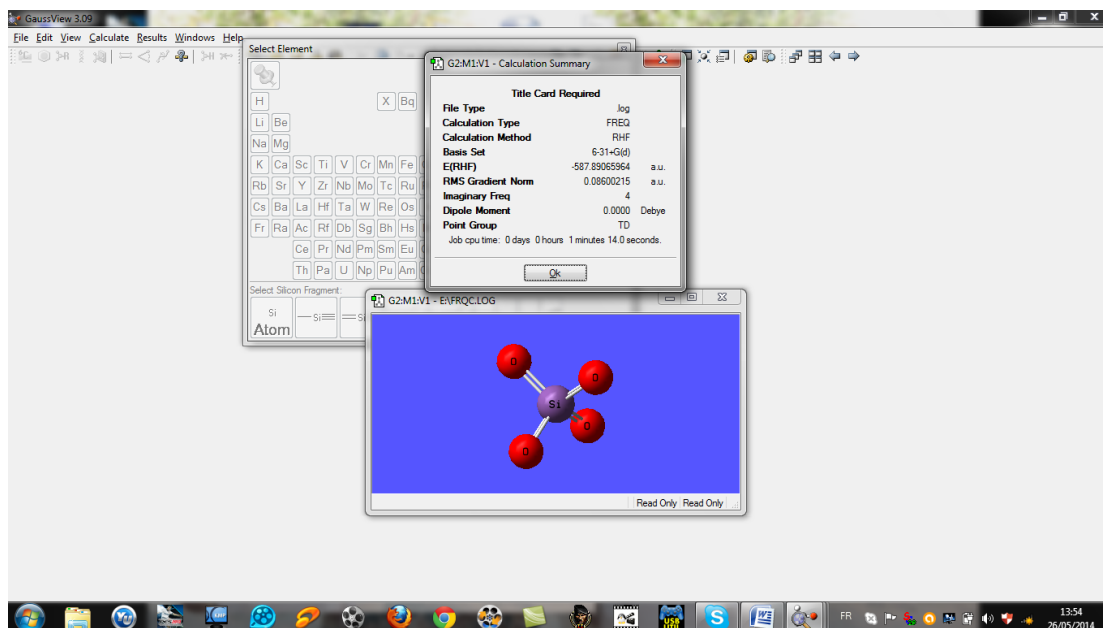 GaussView 3.09
File Edit View Calculate Results Windows Help
Select Element
H X Bq
Li Be
Na Mg
K Ca Sc Ti V Cr Mn Fe
Rb Sr Y Zr Nb Mo Tc Ru
Cs Ba La Hf Ta W Re Os
Fr Ra Ac Rf Db Sg Bh Hs
Ce Pr Nd Pm Sm Eu
Th Pa U Np Pu Am
Select Silicon Fragment:
Si
Atom
Si
G2:M1:V1 - Calculation Summary
Title Card Required
File Type .log
Calculation Type FREQ
Calculation Method RHF
Basis Set 6-31+G(d)
E(RHF) -587.89065964 a.u.
RMS Gradient Norm 0.08600215 a.u.
Imaginary Freq 4
Dipole Moment 0.0000 Debye
Point Group TD
Job cpu time: 0 days 0 hours 1 minutes 14.0 seconds.
Ok
G2:M1:V1 - E:\FRQC.LOG
O
O
Si
O
O
Read Only Read Only
FR
13:54
26/05/2014